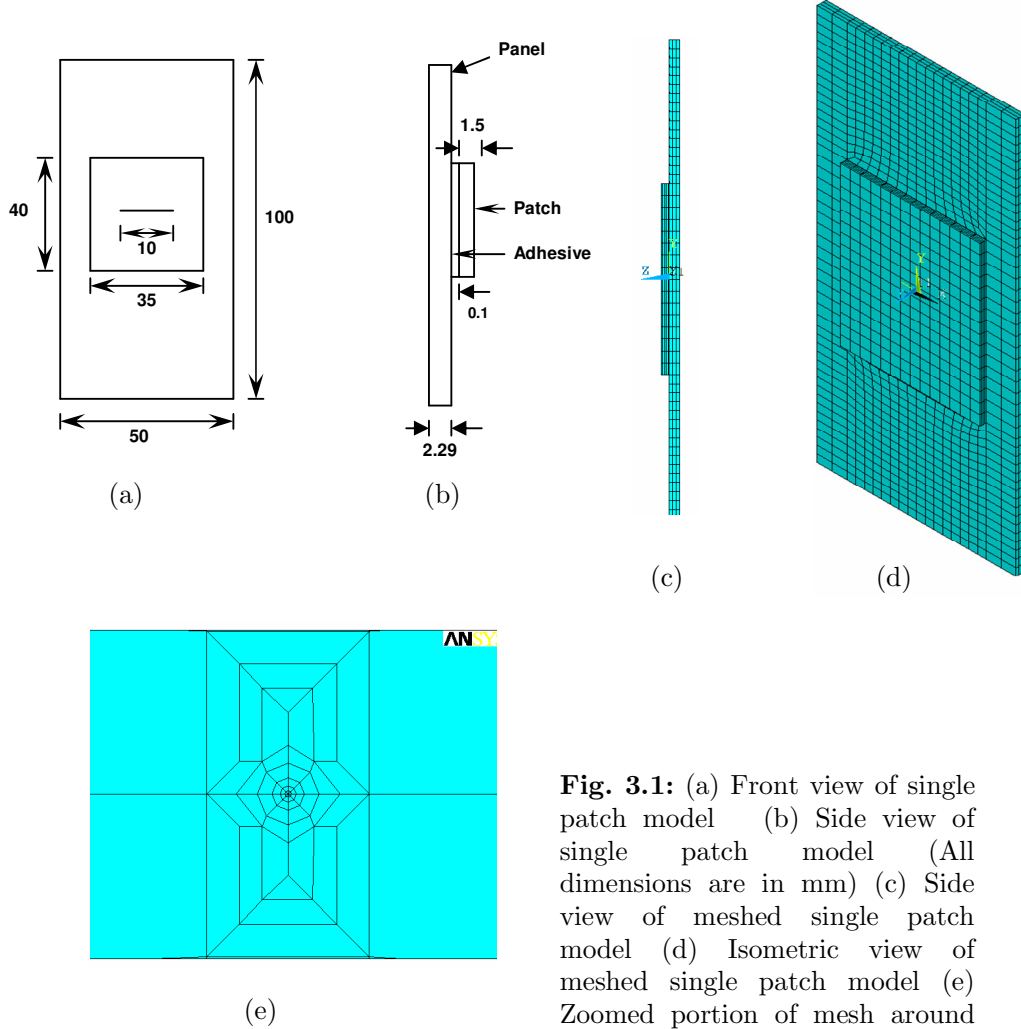 Panel
1.5
40
100
10
Patch
Adhesive
35
0.1
50
2.29
(a)
(b)
Z
Y
(c)
(d)
ANSY
(e)
Fig. 3.1: (a) Front view of single
patch model (b) Side view of
single patch model (All
dimensions are in mm) (c) Side
view of meshed single patch
model (d) Isometric view of
meshed single patch model (e)
Zoomed portion of mesh around